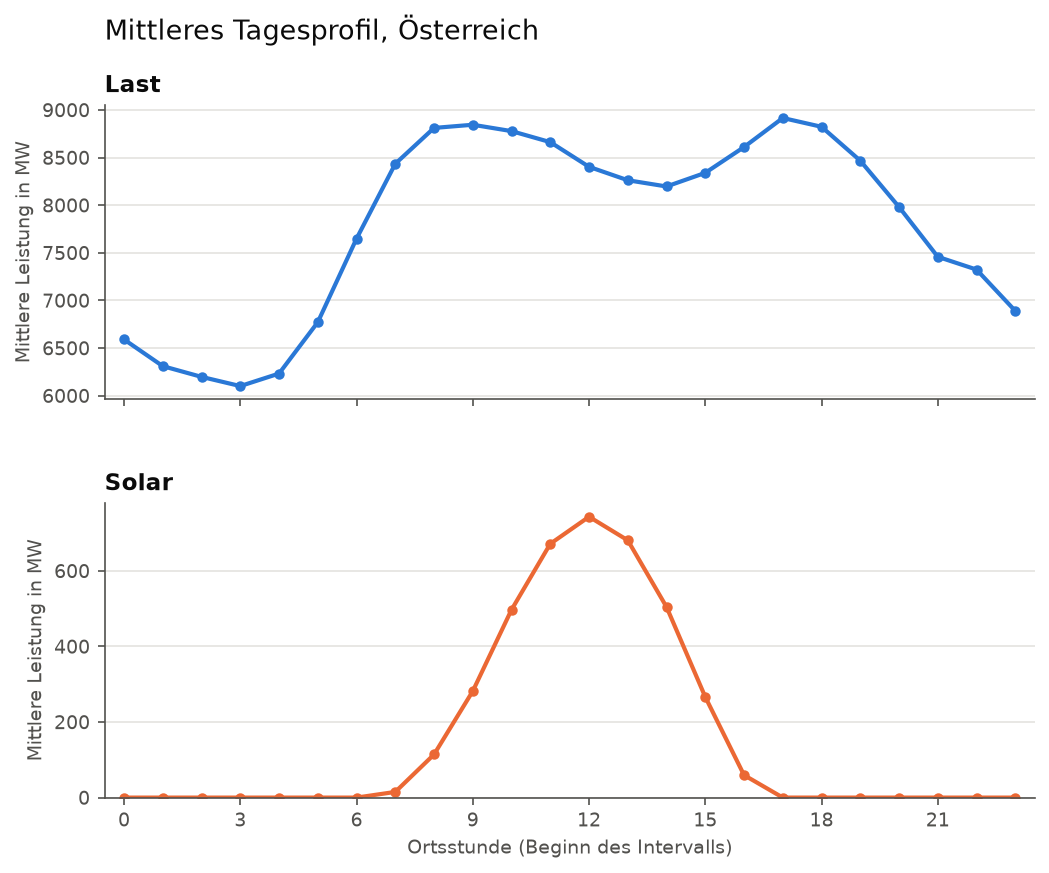 Mittleres Tagesprofil, Österreich
Last
Mittlere Leistung in MW
9000
8500
8000
7500
7000
6500
6000
Solar
Mittlere Leistung in MW
600
400
200
0
0 3 6 9 12 15 18 21
Ortsstunde (Beginn des Intervalls)